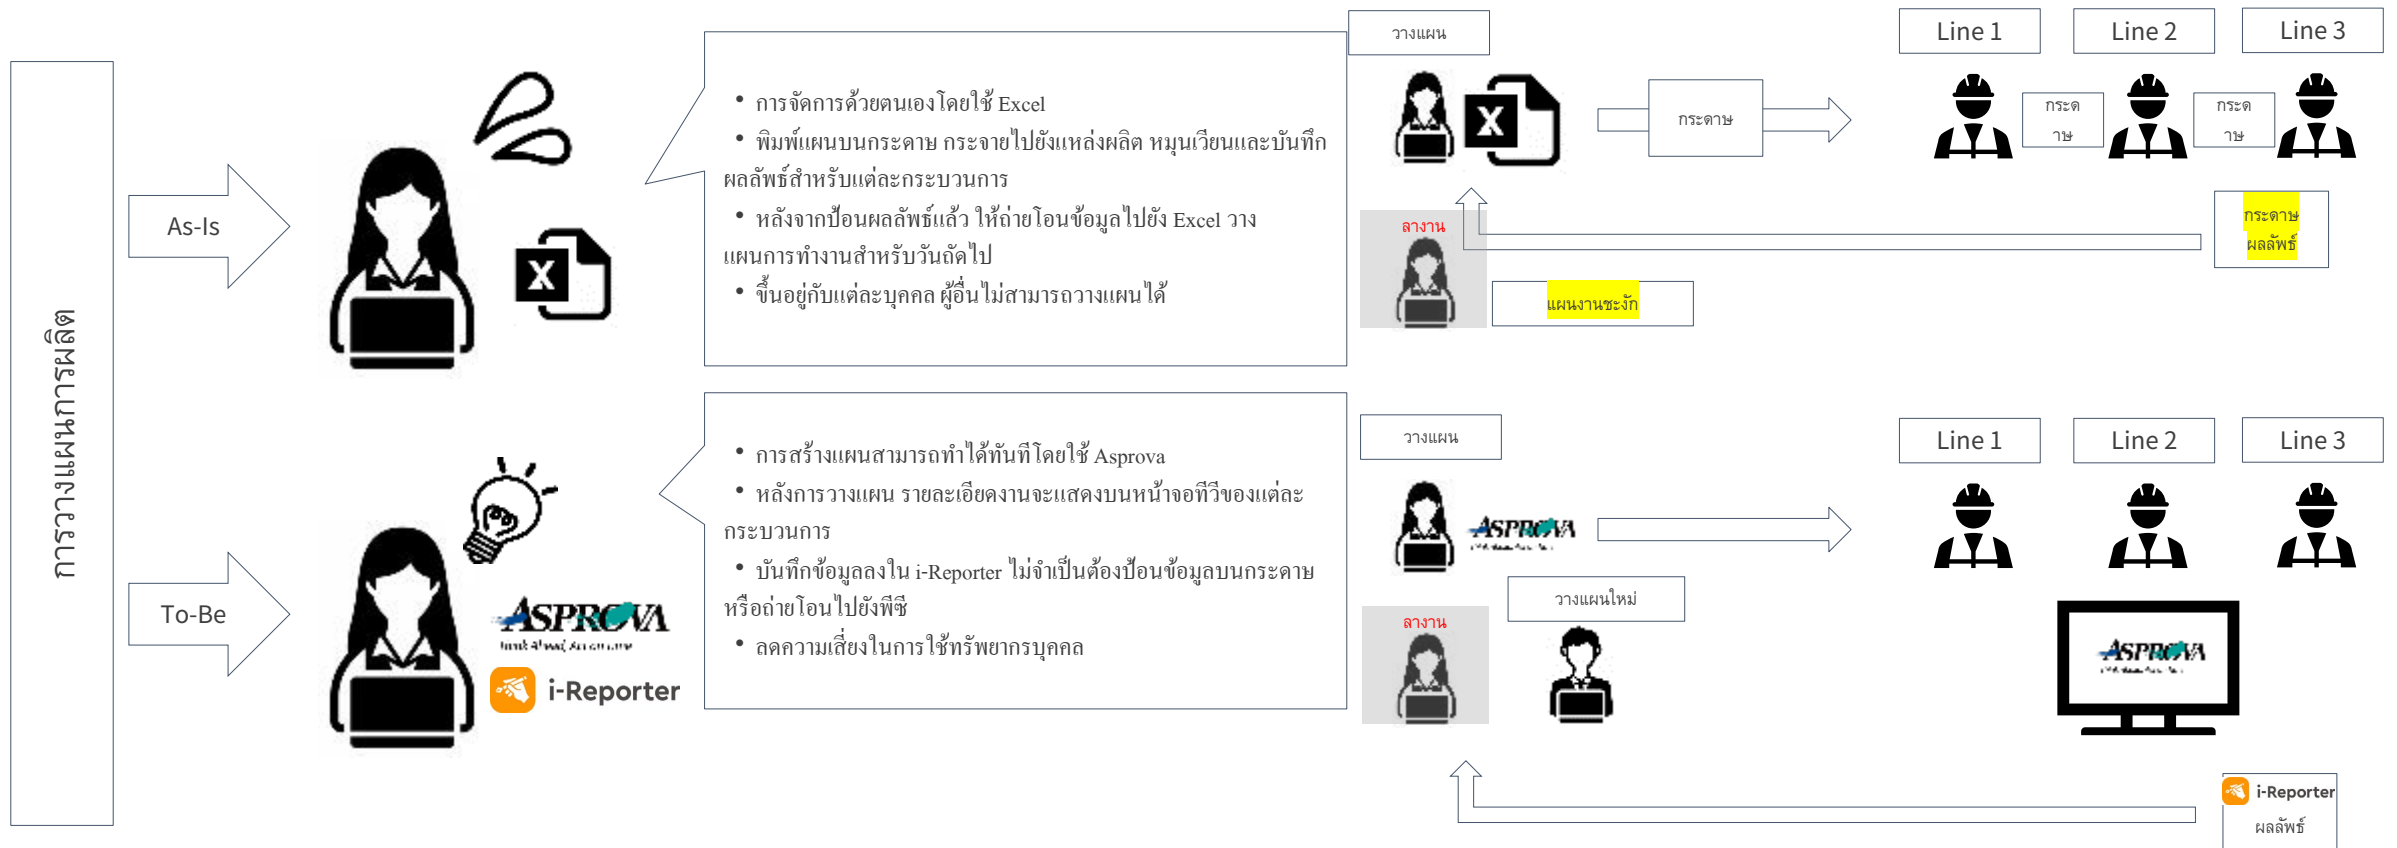 การวางแผนการผลิต
As-Is
• การจัดการด้วยตนเองโดยใช้ Excel
• พิมพ์แผนบนกระดาษ กระจายไปยังแหล่งผลิต หมุนเวียนและบันทึก
ผลลัพธ์สำหรับแต่ละกระบวนการ
• หลังจากป้อนผลลัพธ์แล้ว ให้ถ่ายโอนข้อมูลไปยัง Excel วาง
แผนการทำงานสำหรับวันถัดไป
• ขึ้นอยู่กับแต่ละบุคคล ผู้อื่นไม่สามารถวางแผนได้
วางแผน
X
X
กระดาษ
Line 1
Line 2
Line 3
กระด
าษ
กระด
าษ
ลางาน
แผนงานชะงัก
กระดาษ
ผลลัพธ์
To-Be
ASPROVA
i-Reporter
• การสร้างแผนสามารถทำได้ทันทีโดยใช้ Asprova
• หลังการวางแผน รายละเอียดงานจะแสดงบนหน้าจอทีวีของแต่ละ
กระบวนการ
• บันทึกข้อมูลลงใน i-Reporter ไม่จำเป็นต้องป้อนข้อมูลบนกระดาษ
หรือถ่ายโอนไปยังพีซี
• ลดความเสี่ยงในการใช้ทรัพยากรบุคคล
วางแผน
ASPROVA
Line 1
Line 2
Line 3
วางแผนใหม่
ลางาน
ASPROVA
i-Reporter
ผลลัพธ์